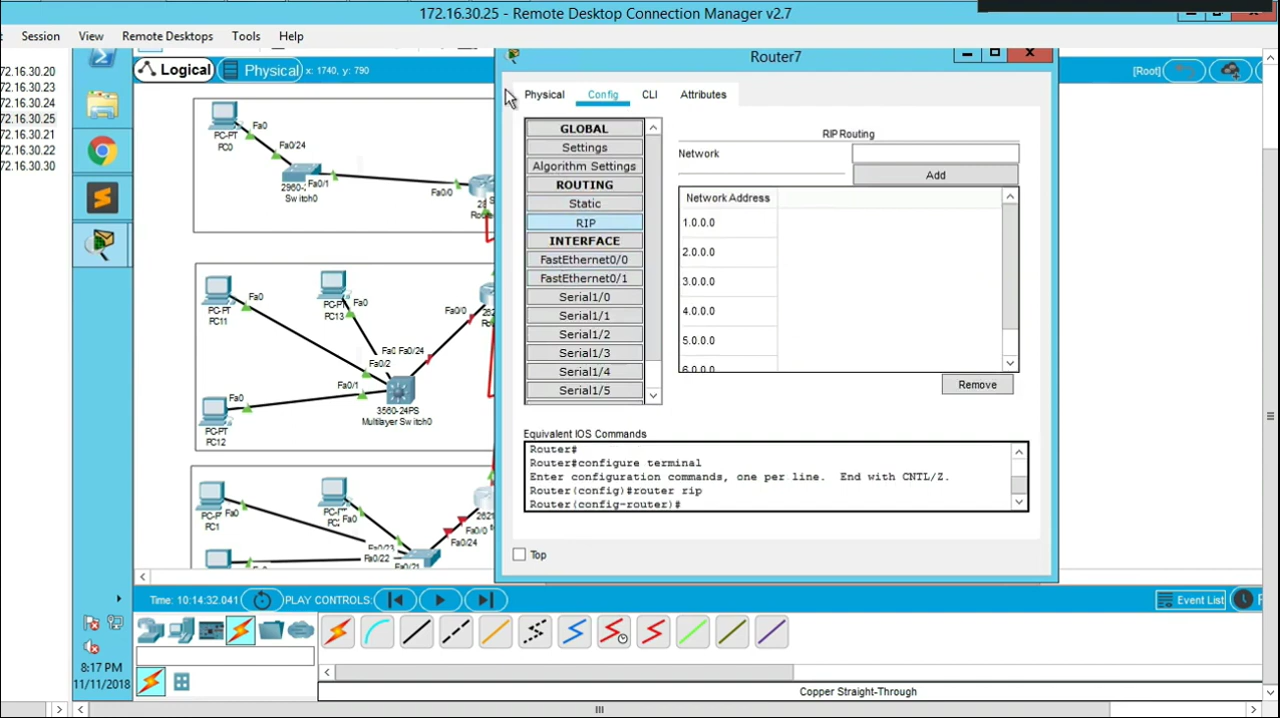 172.16.30.25 - Remote Desktop Connection Manager v2.7
Session View Remote Desktops Tools Help
72.16.30.20
72.16.30.23
72.16.30.24
72.16.30.25
72.16.30.21
72.16.30.22
72.16.30.30
Logical Physical x: 1740, y: 790
[Root]
Router7
Physical Config CLI Attributes
GLOBAL
Settings
Algorithm Settings
ROUTING
Static
RIP
INTERFACE
FastEthernet0/0
FastEthernet0/1
Serial1/0
Serial1/1
Serial1/2
Serial1/3
Serial1/4
Serial1/5
RIP Routing
Network
Add
Network Address
1.0.0.0
2.0.0.0
3.0.0.0
4.0.0.0
5.0.0.0
6.0.0.0
Remove
Equivalent IOS Commands
Router#
Router#configure terminal
Enter configuration commands, one per line. End with CNTL/Z.
Router(config)#router rip
Router(config-router)#
Top
PC-PT
PC0
Fa0
Fa0/24
Fa0/1
Switch0
Fa0/0
PC11
Fa0
PC13
Fa0
Fa0/24
Fa0/2
Fa0/0
Fa0/1
Fa0
PC-PT
PC12
3560-24PS
Multilayer Switch0
PC1
Fa0
Fa0
Fa0/0
Fa0/24
Fa0/23
Fa0/22
Fa0/21
Time: 10:14:32.041 PLAY CONTROLS:
Event List
8:17 PM
11/11/2018
Copper Straight-Through